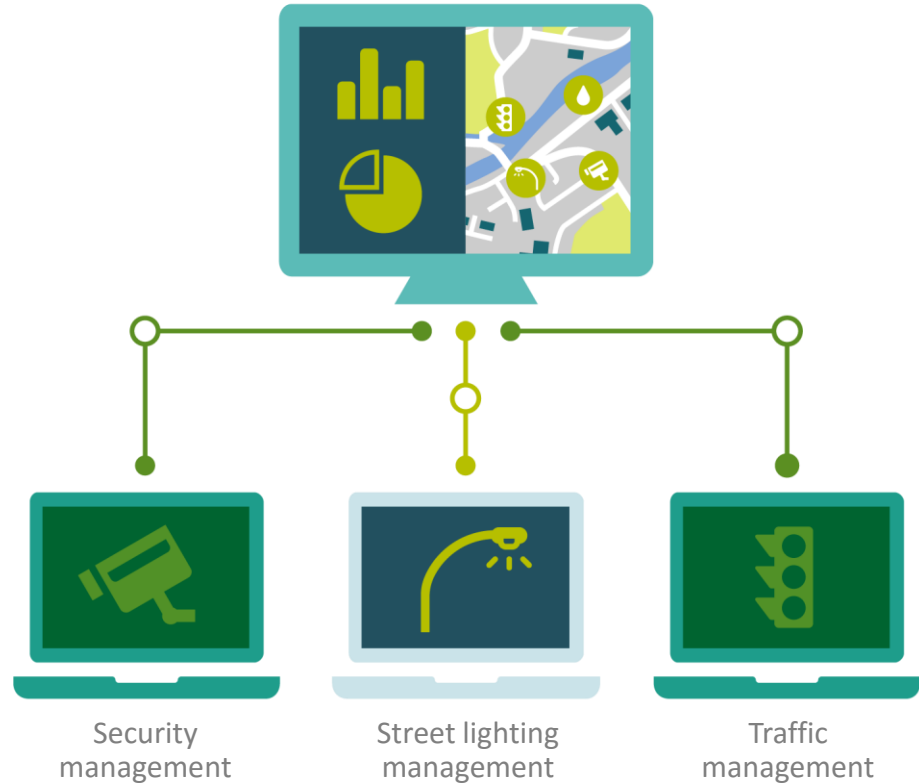 Security
management
Street lighting
management
Traffic
management